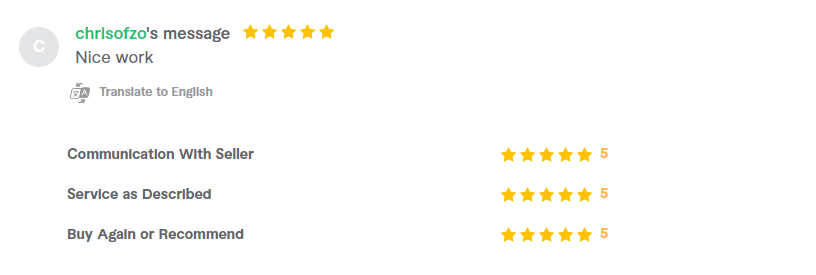 C
chrisofzo's message
Nice work
Translate to English
Communication With Seller 5
Service as Described 5
Buy Again or Recommend 5